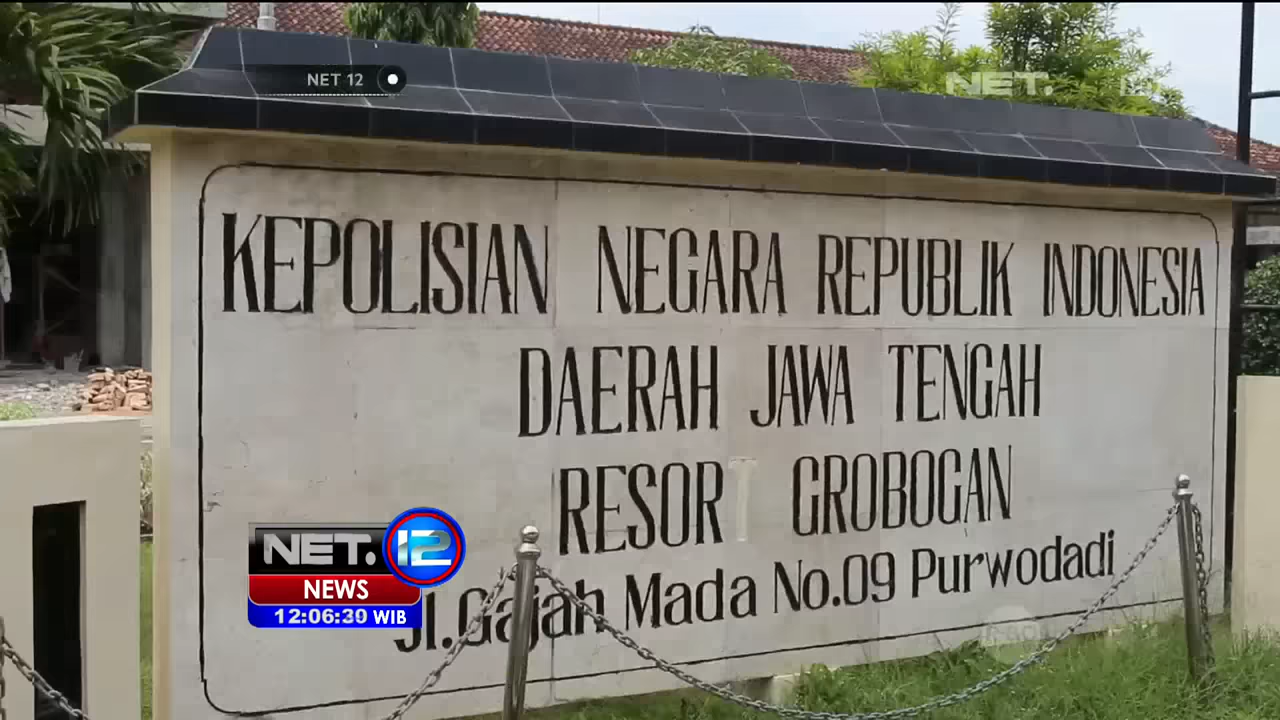 NET 12
NET.
KEPOLISIAN NEGARA REPUBLIK INDONESIA
DAERAH JAWA TENGAH
RESORT GROBOGAN
Jl.Gajah Mada No.09 Purwodadi
NET. 12
NEWS
12:06:30 WIB